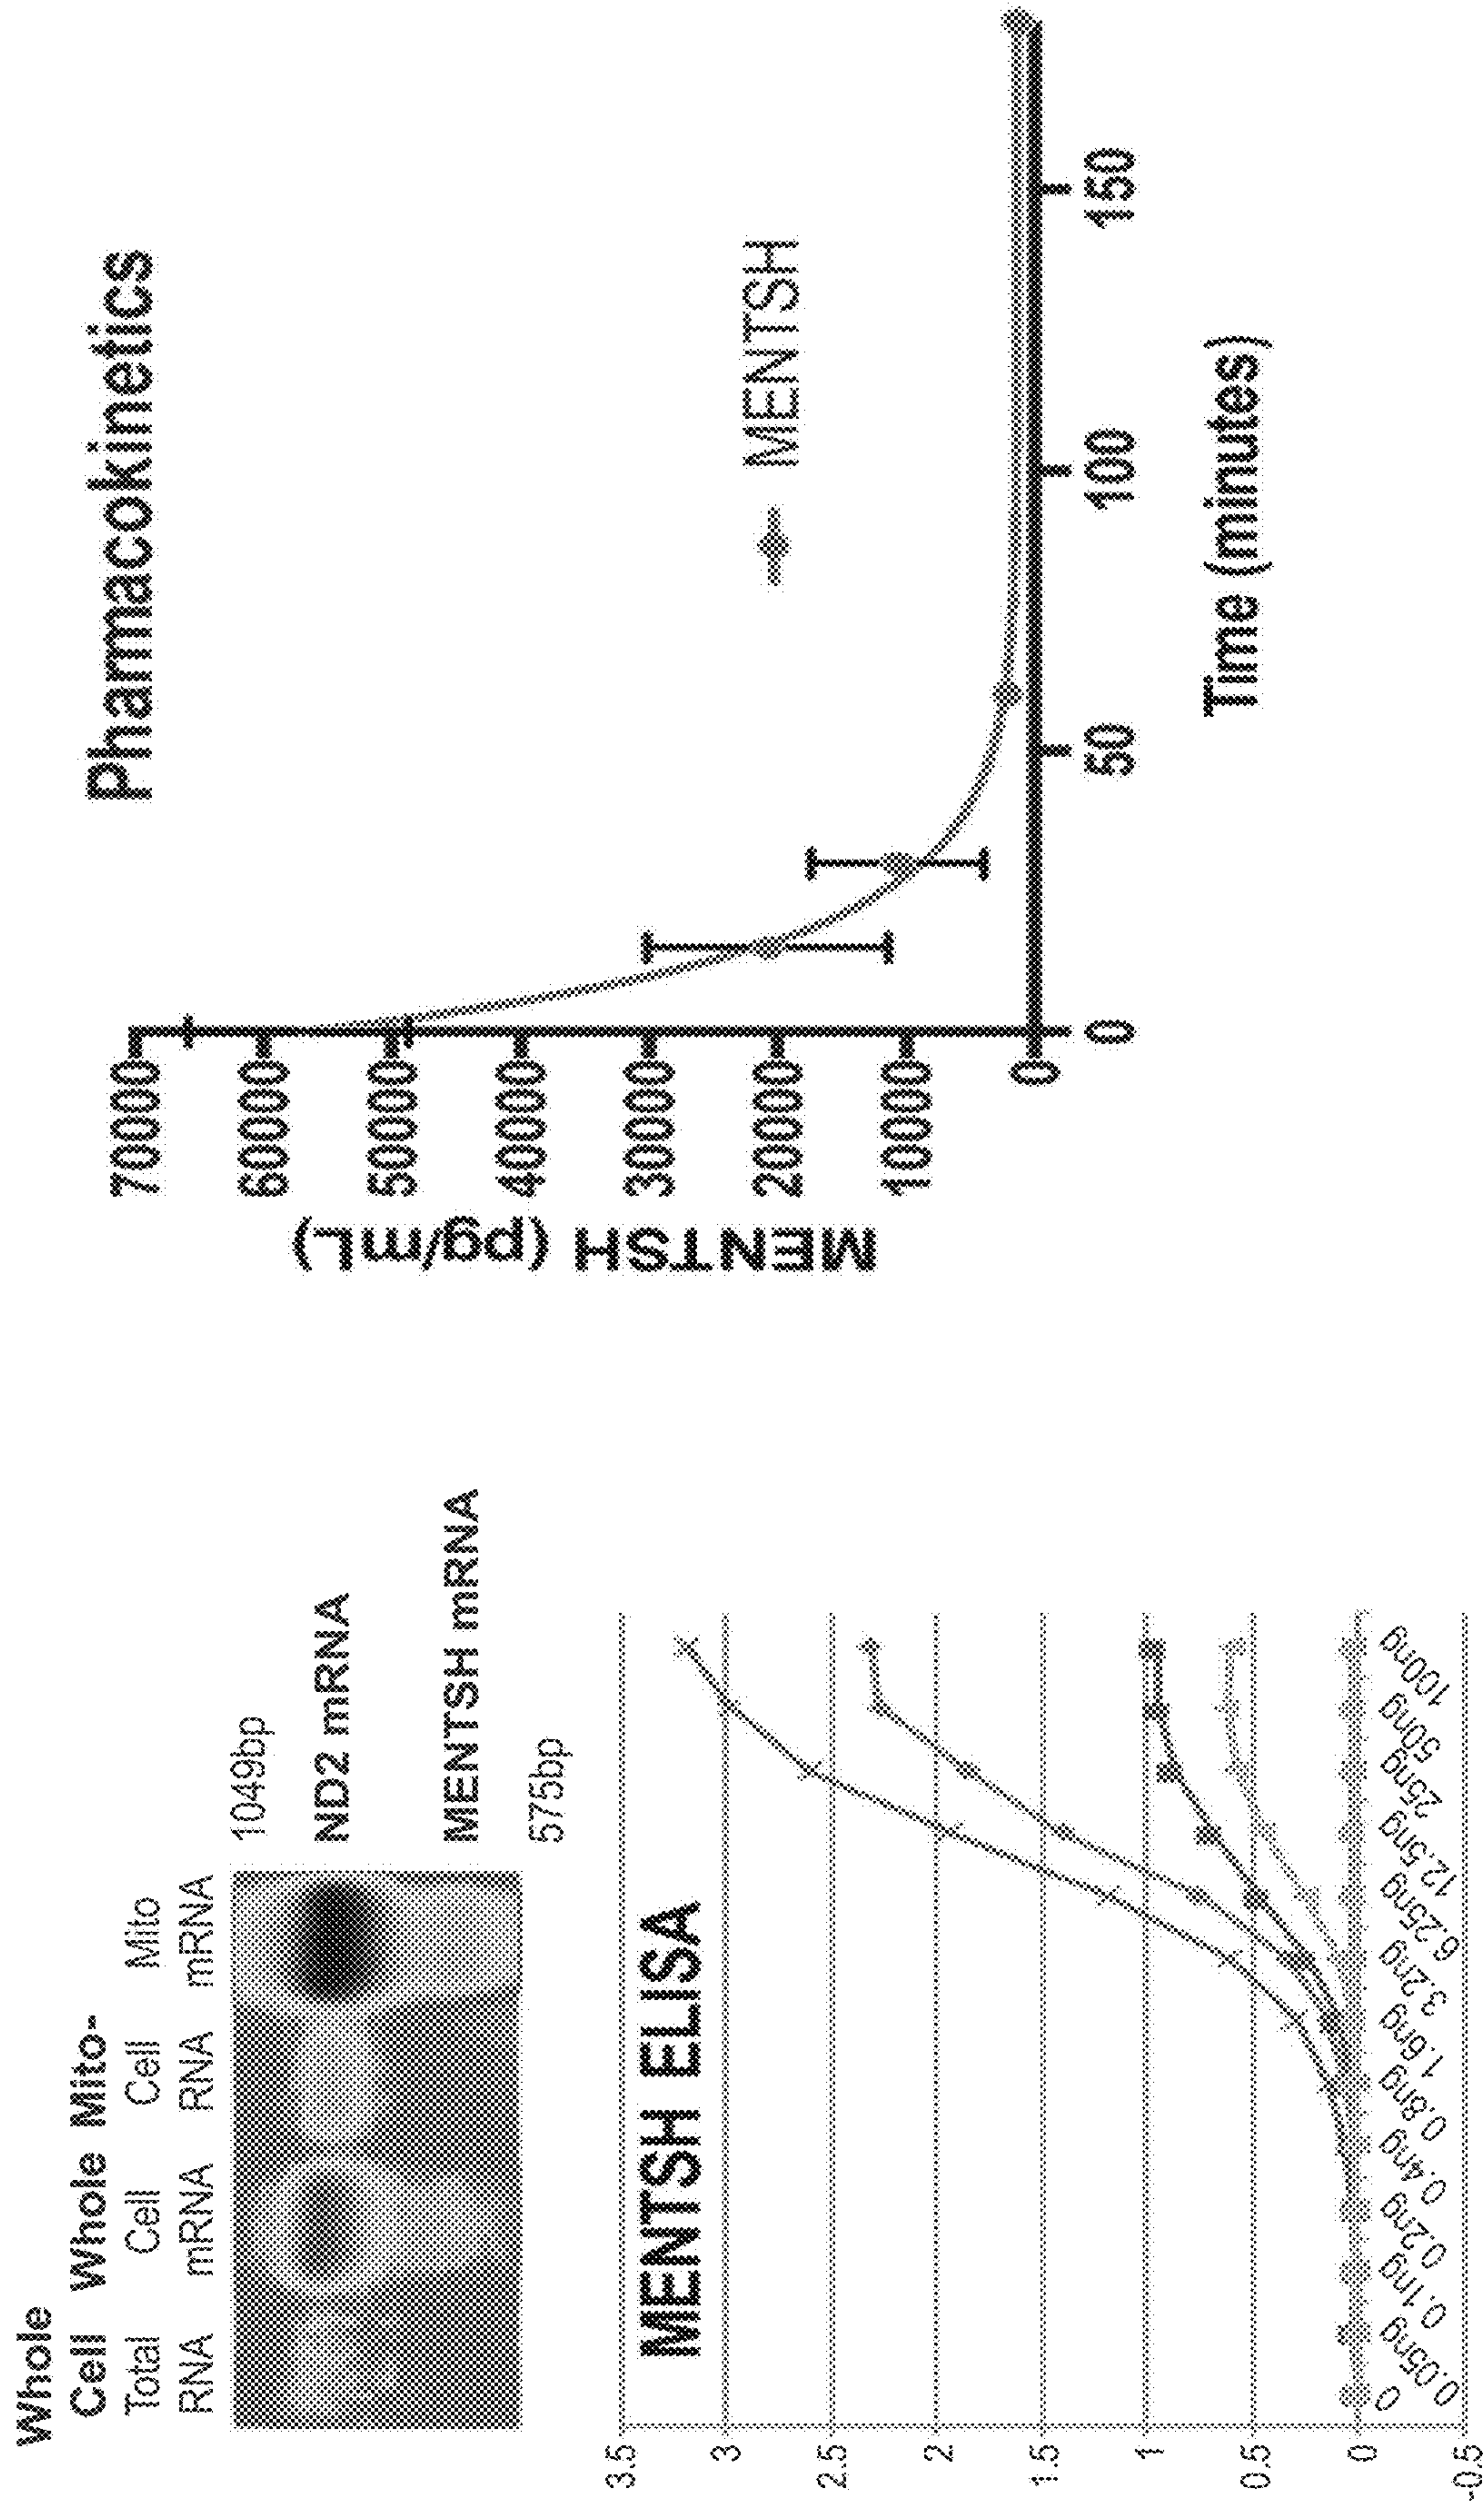 Whole
Cell Whole Mito-
Total Cell Cell Mito
RNA mRNA RNA mRNA
1049bp
ND2 mRNA
MENTSH mRNA
575bp
MENTSH ELISA
3.5
3
2.5
2
1.5
1
0.5
0
-0.5
0 0.05ng 0.1ng 0.2ng 0.4ng 0.8ng 1.6ng 3.2ng 6.25ng 12.5ng 25ng 50ng 100ng
Phamacokinetics
MENTSH
MENTSH (pg/mL)
70000
60000
50000
40000
30000
20000
10000
0
0 50 100 150
Time (minutes)